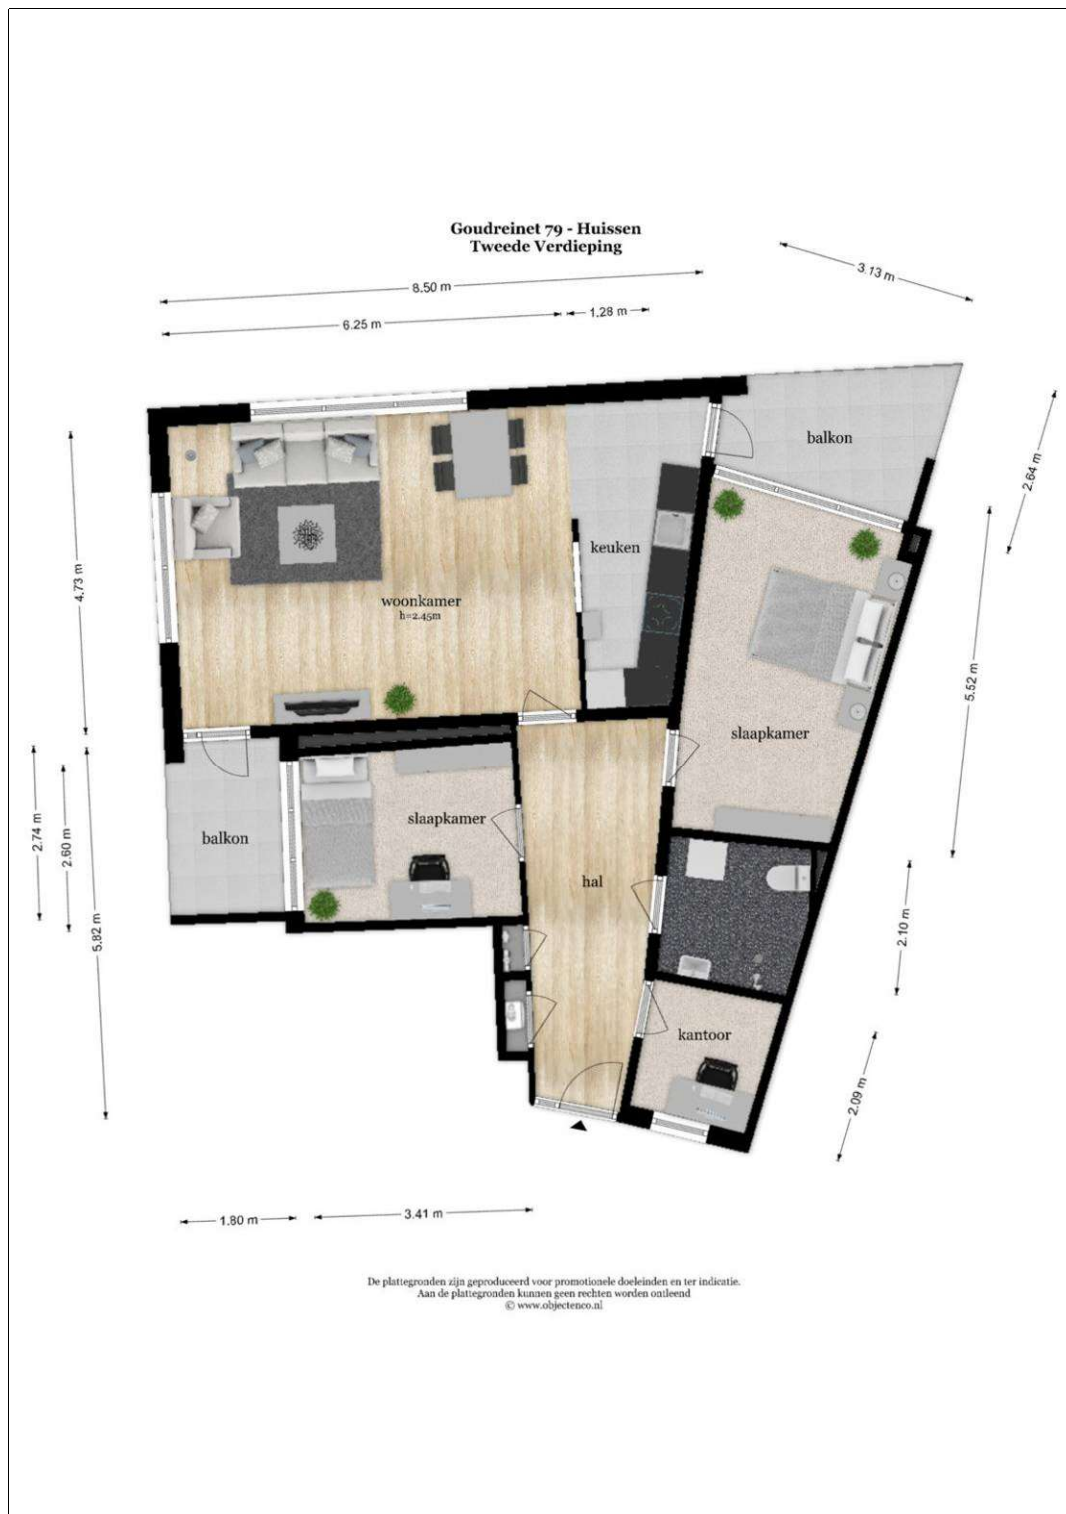 Goudreinet 79 - Huissen
Tweede Verdieping
3.13 m
8.50 m
6.25 m
1.28 m
balkon
2.64 m
keuken
4.73 m
woonkamer
h=2.45m
5.52 m
slaapkamer
2.74 m
2.60 m
balkon
slaapkamer
hal
5.82 m
2.10 m
kantoor
2.09 m
1.80 m
3.41 m
De plattegronden zijn geproduceerd voor promotionele doeleinden en ter indicatie.
Aan de plattegronden kunnen geen rechten worden ontleend
© www.objectenco.nl